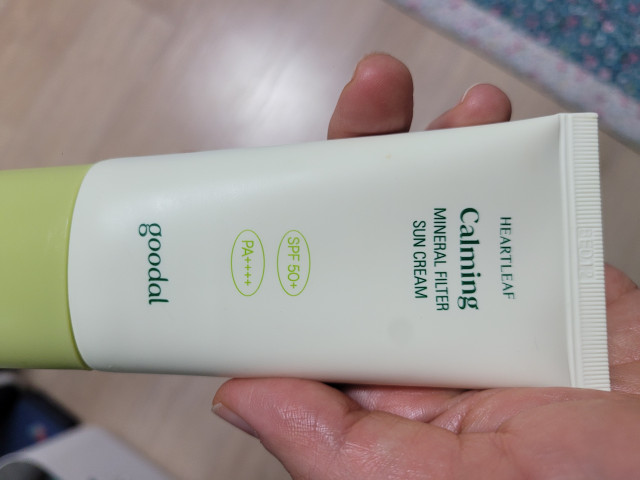 HEARTLEAF
Calming
MINERAL FILTER
SUN CREAM
SPF 50+
PA++++
goodal